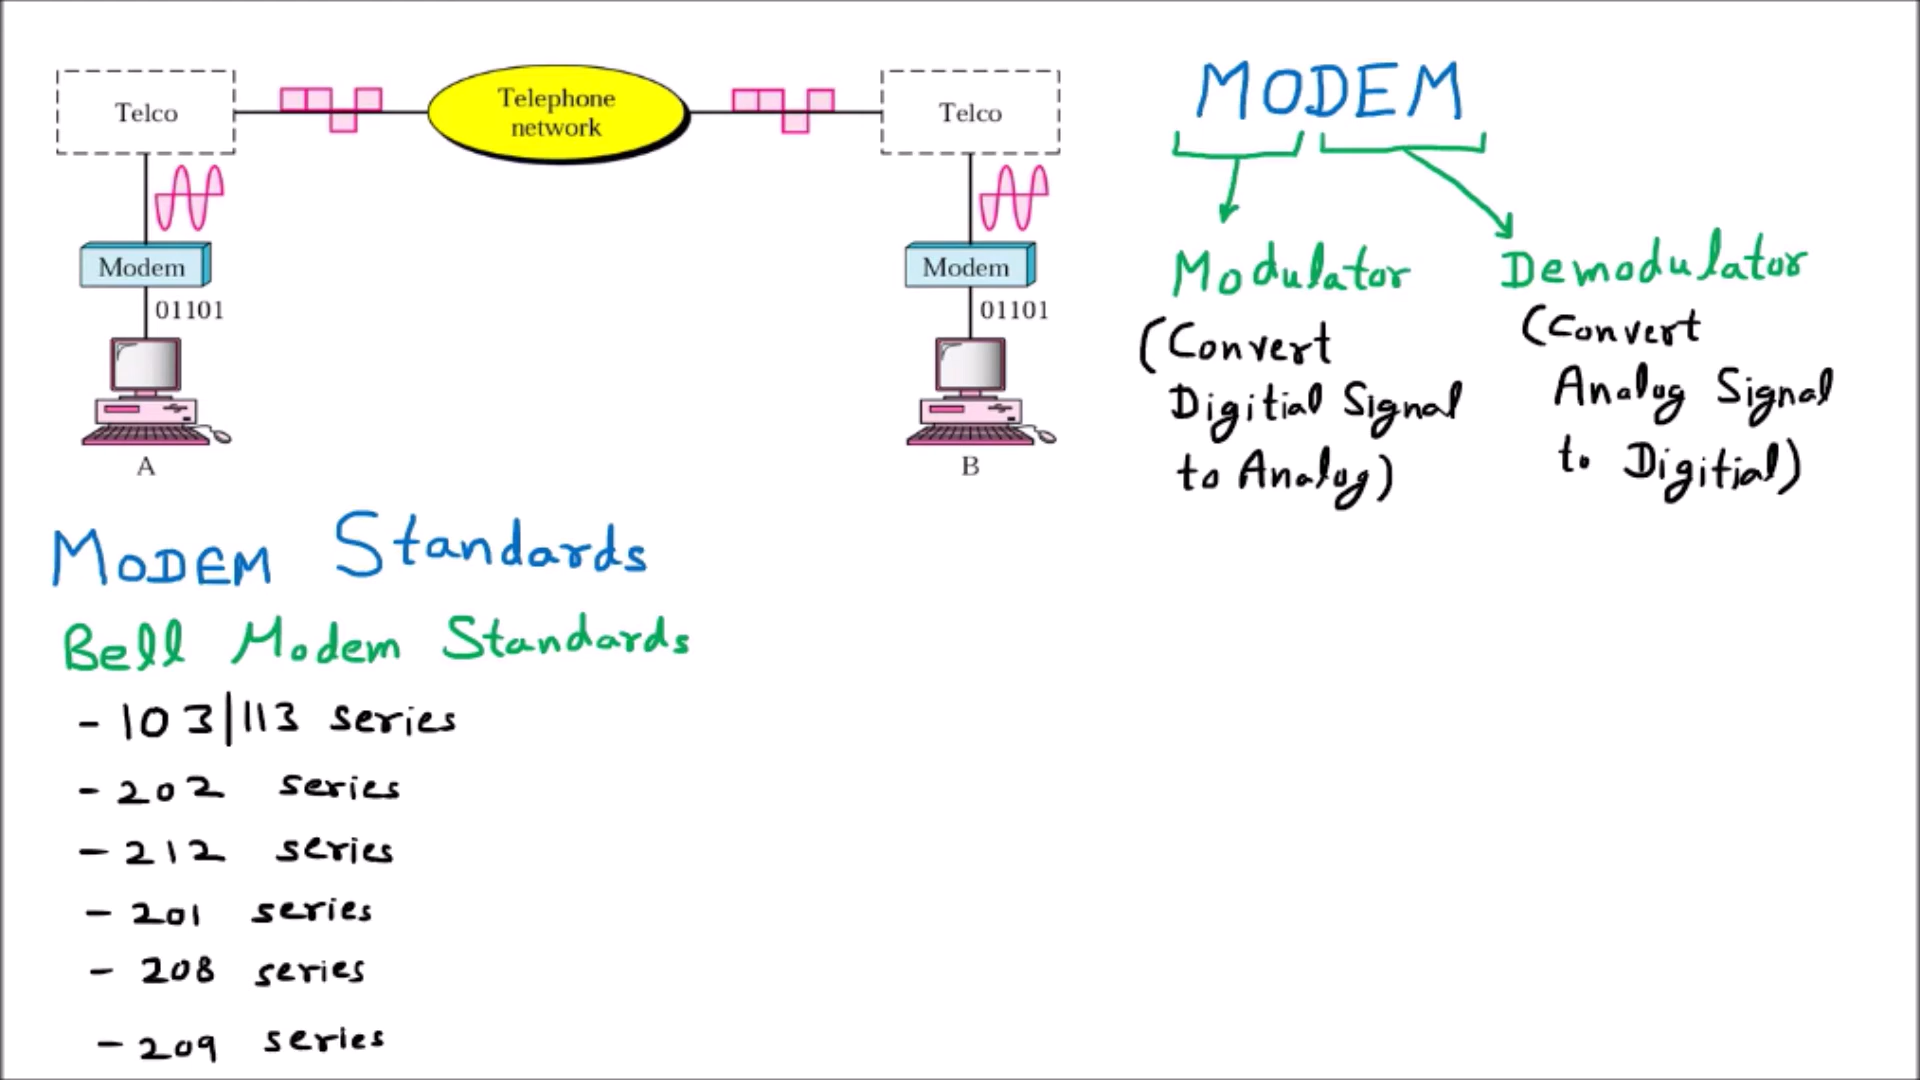 Telco
Telephone
network
Telco
Modem
01101
A
Modem
01101
B
MODEM
Modulator
(Convert
Digitial Signal
to Analog)
Demodulator
(Convert
Analog Signal
to Digitial)
MODEM Standards
Bell Modem Standards
- 103|113 series
- 202 series
- 212 series
- 201 series
- 208 series
- 209 series